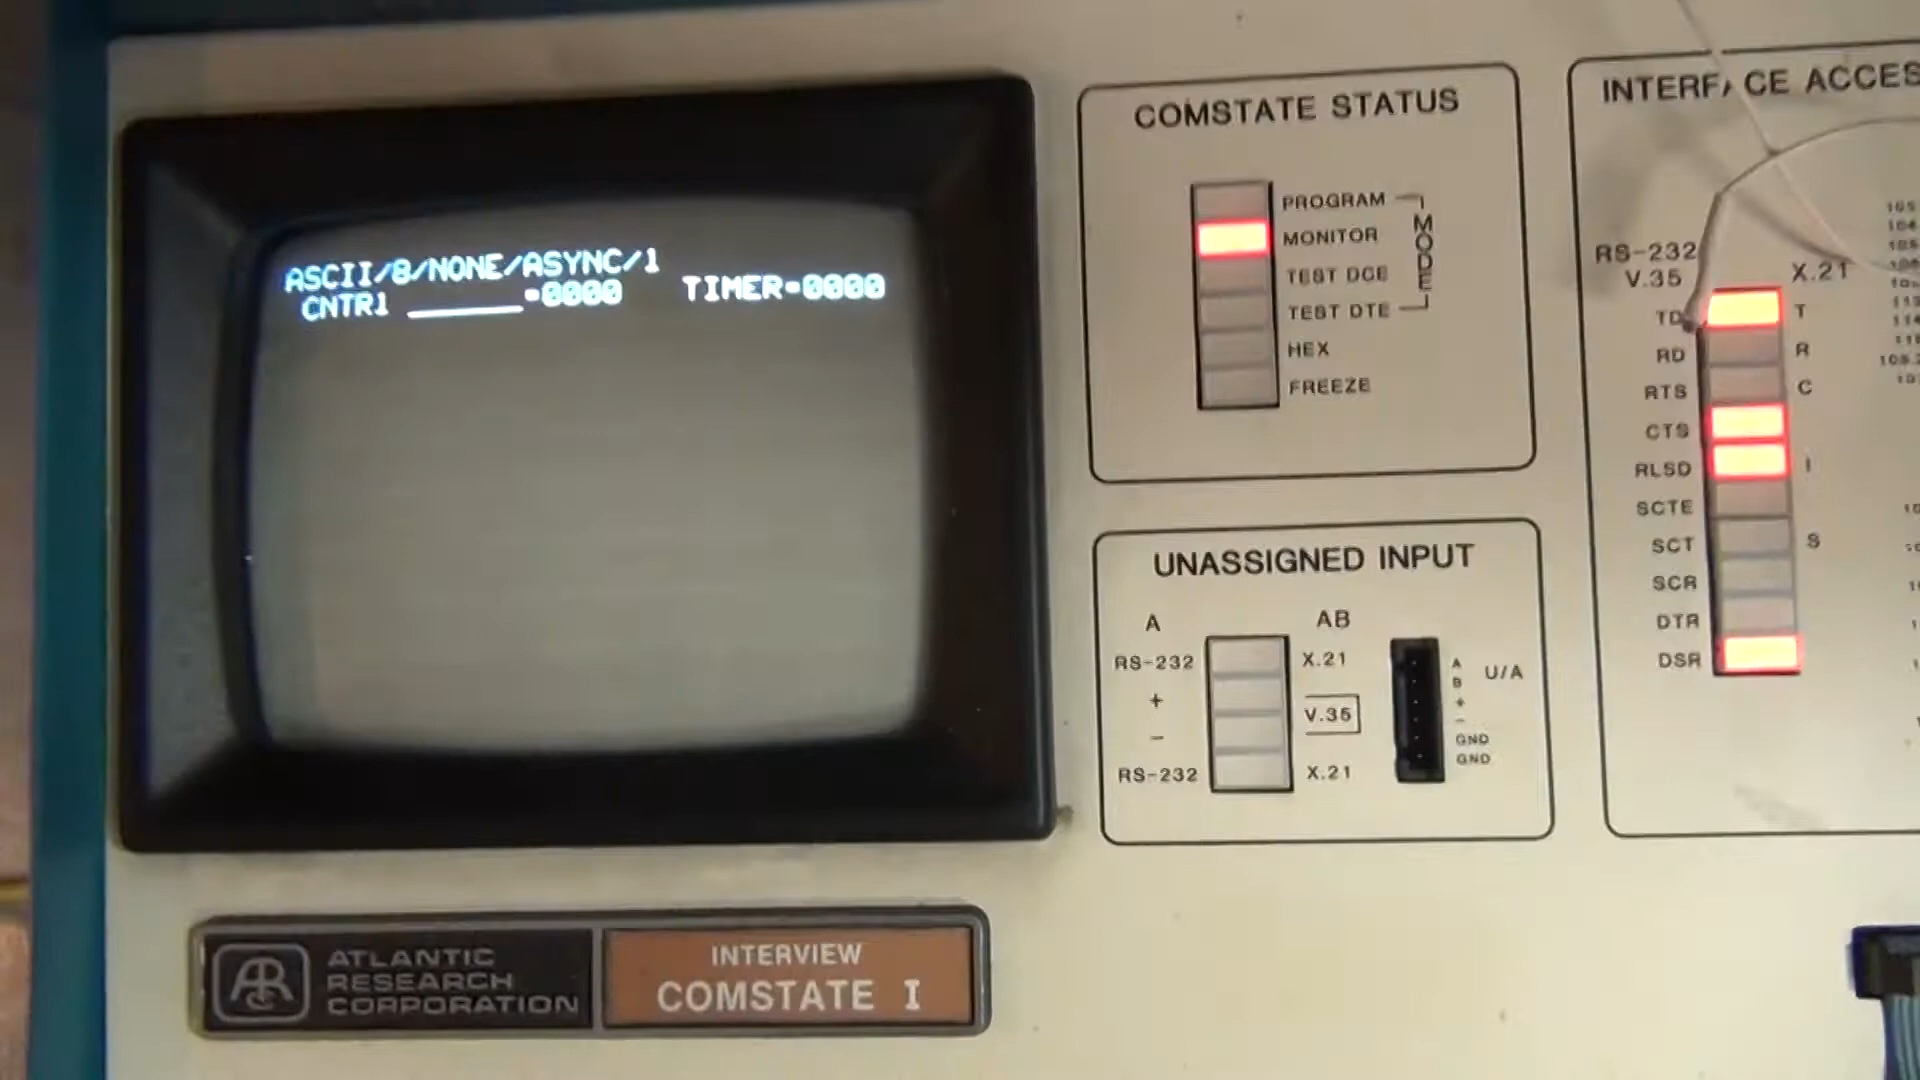 ASCII/8/NONE/ASYNC/1
CNTR1 _______=0000 TIMER=0000
COMSTATE STATUS
PROGRAM
MONITOR
TEST DCE
TEST DTE
MODE
HEX
FREEZE
UNASSIGNED INPUT
A AB
RS-232 X.21
+
- V.35
RS-232 X.21
A
B
+
-
GND
GND
U/A
INTERFACE ACCES
RS-232
V.35 X.21
TD T
RD R
RTS C
CTS
RLSD I
SCTE
SCT S
SCR
DTR
DSR
ATLANTIC
RESEARCH
CORPORATION
INTERVIEW
COMSTATE I